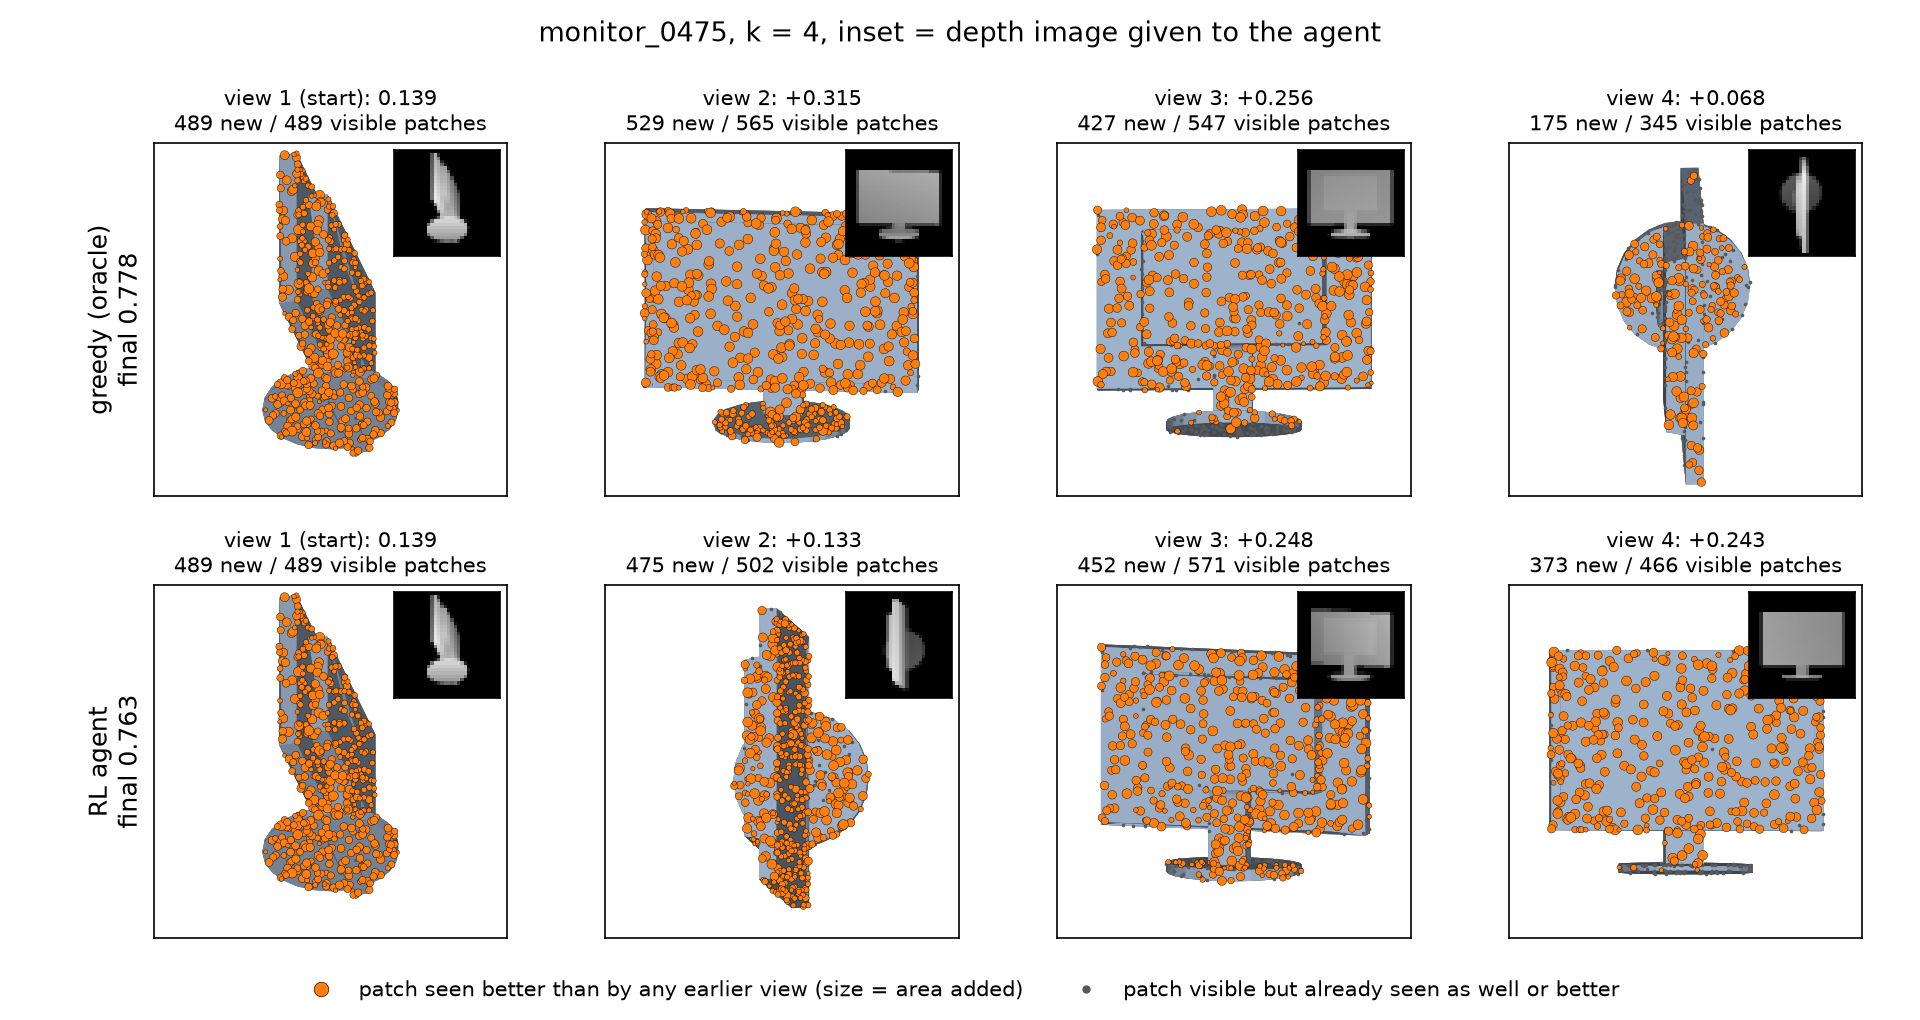 monitor_0475, k = 4, inset = depth image given to the agent
view 1 (start): 0.139
489 new / 489 visible patches
view 2: +0.315
529 new / 565 visible patches
view 3: +0.256
427 new / 547 visible patches
view 4: +0.068
175 new / 345 visible patches
greedy (oracle)
final 0.778
view 1 (start): 0.139
489 new / 489 visible patches
view 2: +0.133
475 new / 502 visible patches
view 3: +0.248
452 new / 571 visible patches
view 4: +0.243
373 new / 466 visible patches
RL agent
final 0.763
patch seen better than by any earlier view (size = area added)
patch visible but already seen as well or better